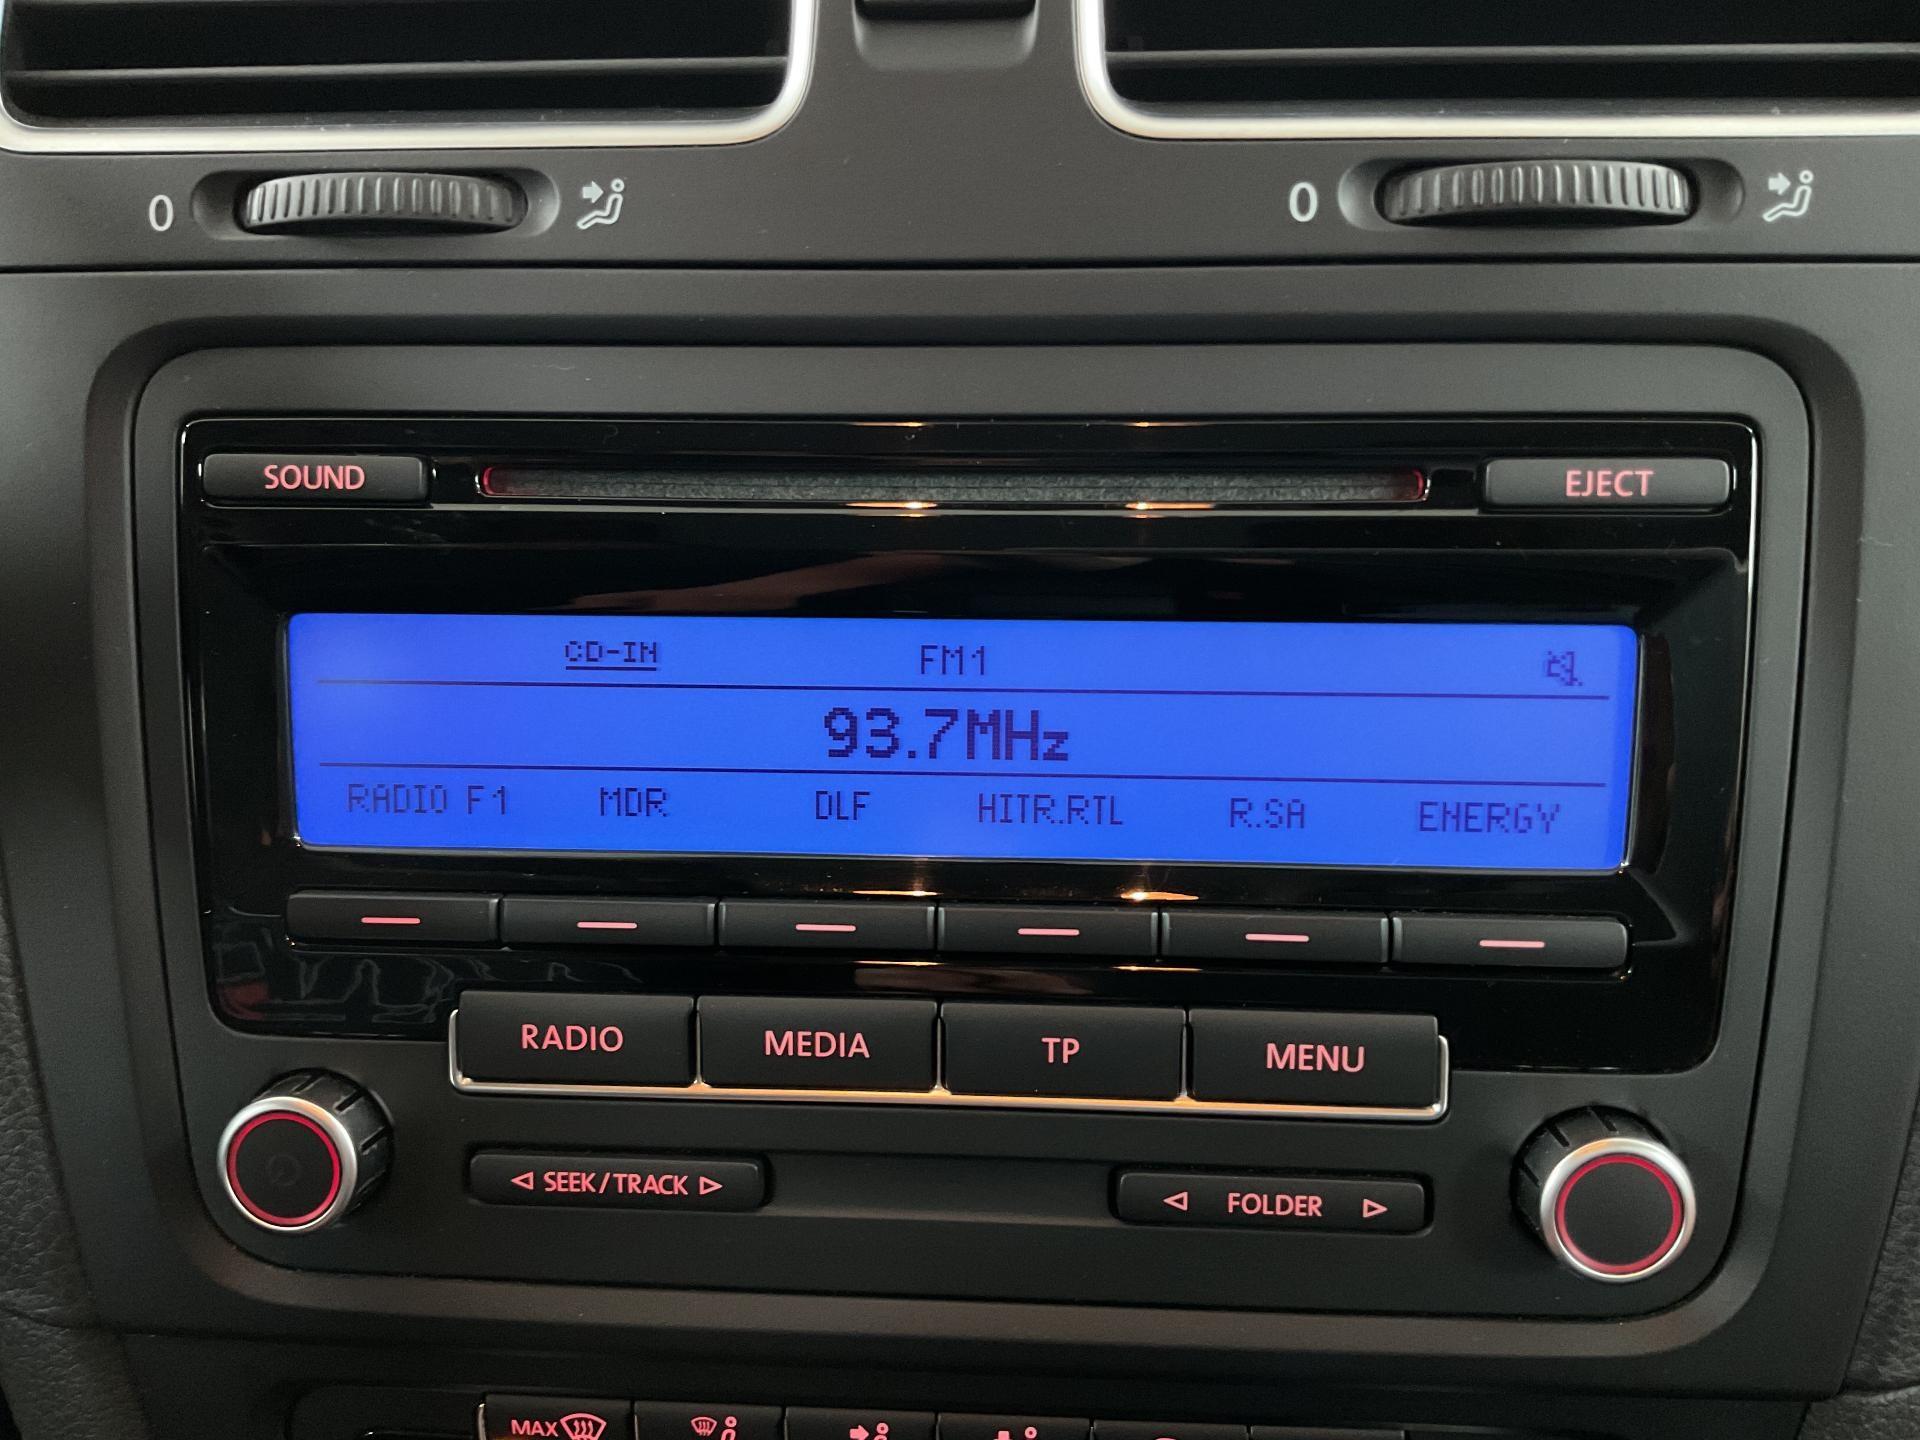 0 0
SOUND EJECT
CD-IN FM1
93.7MHz
RADIO F1 MDR DLF HITR.RTL R.SA ENERGY
RADIO MEDIA TP MENU
SEEK/TRACK FOLDER
MAX